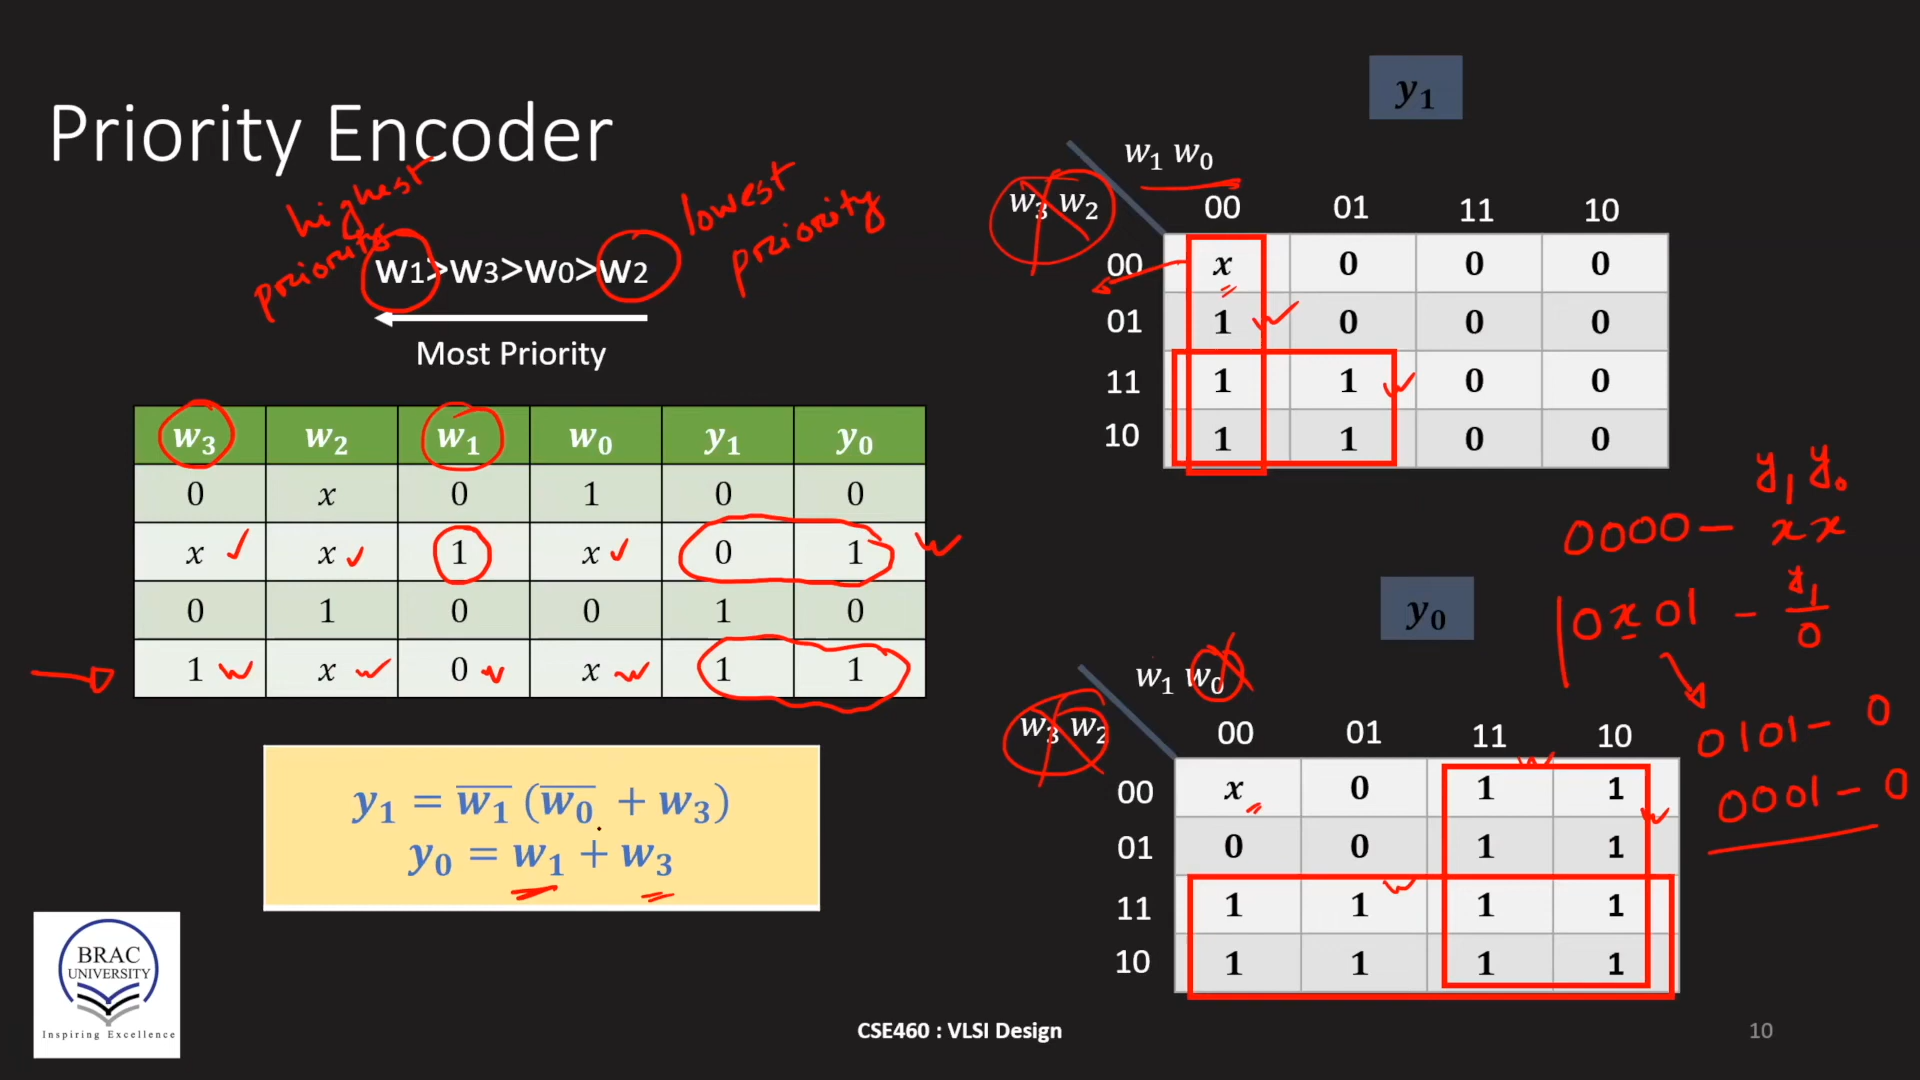 Priority Encoder
highest
priority
lowest
priority
w1>w3>w0>w2
Most Priority
w3 w2 w1 w0 y1 y0
0 x 0 1 0 0
x x 1 x 0 1
0 1 0 0 1 0
1 x 0 x 1 1
y1 = w̅1 (w̅0 + w3)
y0 = w1 + w3
BRAC
UNIVERSITY
Inspiring Excellence
y1
w1 w0
w3 w2
00 01 11 10
00 x 0 0 0
01 1 0 0 0
11 1 1 0 0
10 1 1 0 0
y1 y0
0000 - x x
0x01 - y1
0
0101 - 0
0001 - 0
y0
w1 w0
w3 w2
00 01 11 10
00 x 0 1 1
01 0 0 1 1
11 1 1 1 1
10 1 1 1 1
CSE460 : VLSI Design
10